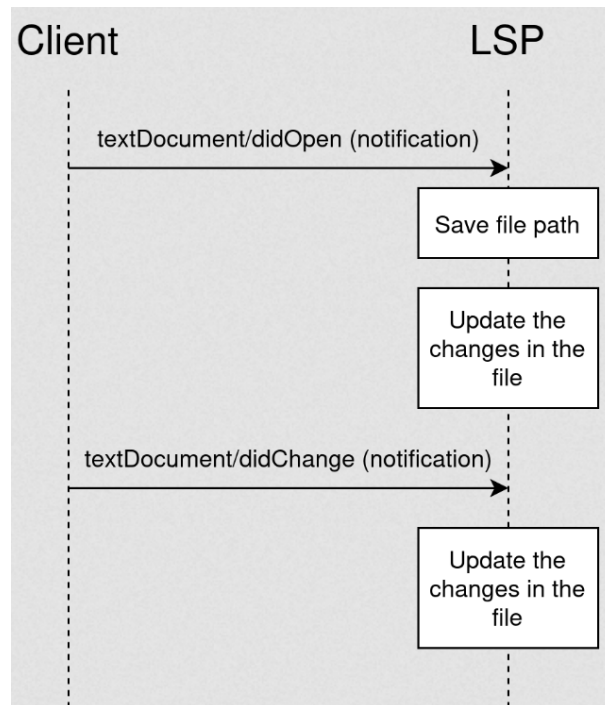 Client
LSP
textDocument/didOpen (notification)
Save file path
Update the
changes in the
file
textDocument/didChange (notification)
Update the
changes in the
file